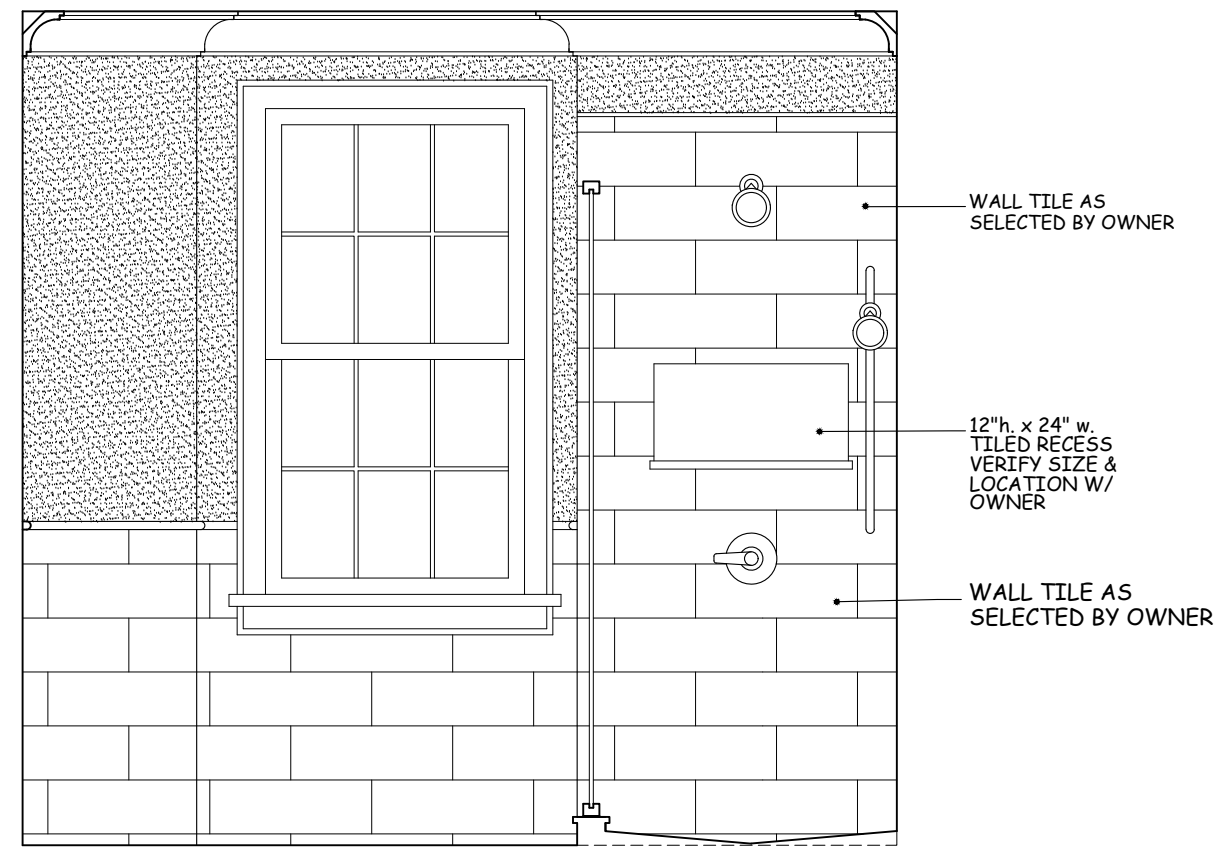 WALL TILE AS
SELECTED BY OWNER
12"h. x 24" w.
TILED RECESS
VERIFY SIZE &
LOCATION W/
OWNER
WALL TILE AS
SELECTED BY OWNER